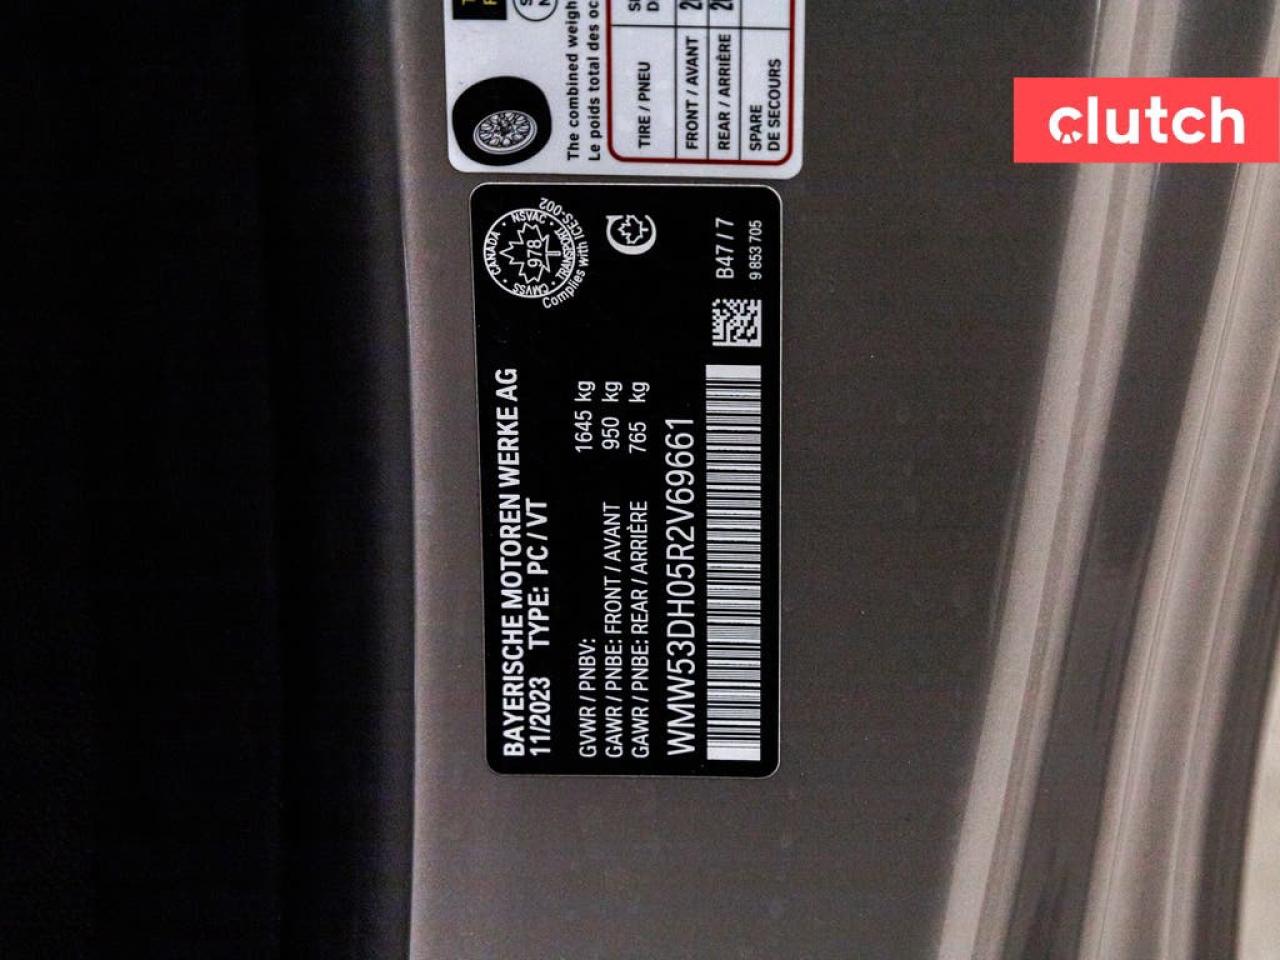 clutch
The combined weigh
Le poids total des oc
TIRE / PNEU
FRONT / AVANT
REAR / ARRIÈRE
SPARE
DE SECOURS
BAYERISCHE MOTOREN WERKE AG
11/2023 TYPE: PC / VT
GVWR / PNBV: 1645 kg
GAWR / PNBE: FRONT / AVANT 950 kg
GAWR / PNBE: REAR / ARRIÈRE 765 kg
WMW53DH05R2V69661
CANADA
NSVAC
TRANSPORT
CMVSS
978
Complies with ICES-002
B47 / 7
9 853 705